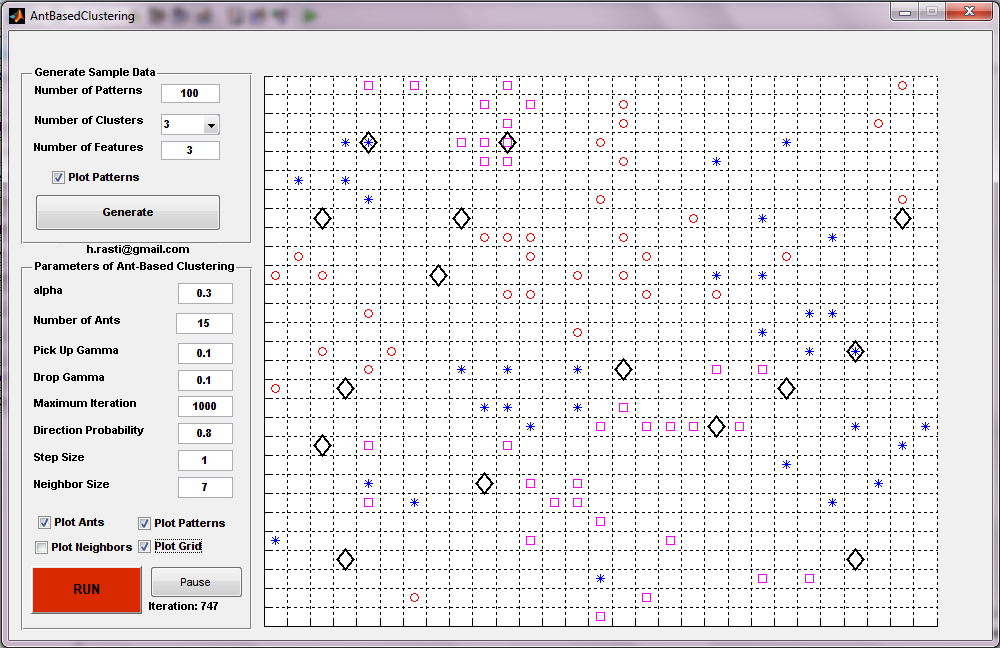 AntBasedClustering
Generate Sample Data
Number of Patterns 100
Number of Clusters 3
Number of Features 3
Plot Patterns
Generate
h.rasti@gmail.com
Parameters of Ant-Based Clustering
alpha 0.3
Number of Ants 15
Pick Up Gamma 0.1
Drop Gamma 0.1
Maximum Iteration 1000
Direction Probability 0.8
Step Size 1
Neighbor Size 7
Plot Ants Plot Patterns
Plot Neighbors Plot Grid
RUN Pause
Iteration: 747